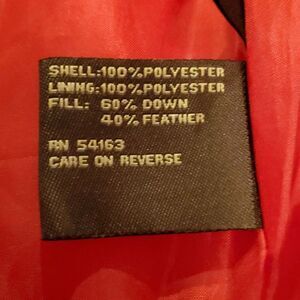 SHELL:100%POLYESTER
LINING:100%POLYESTER
FILL: 60% DOWN
40% FEATHER
RN 54163
CARE ON REVERSE